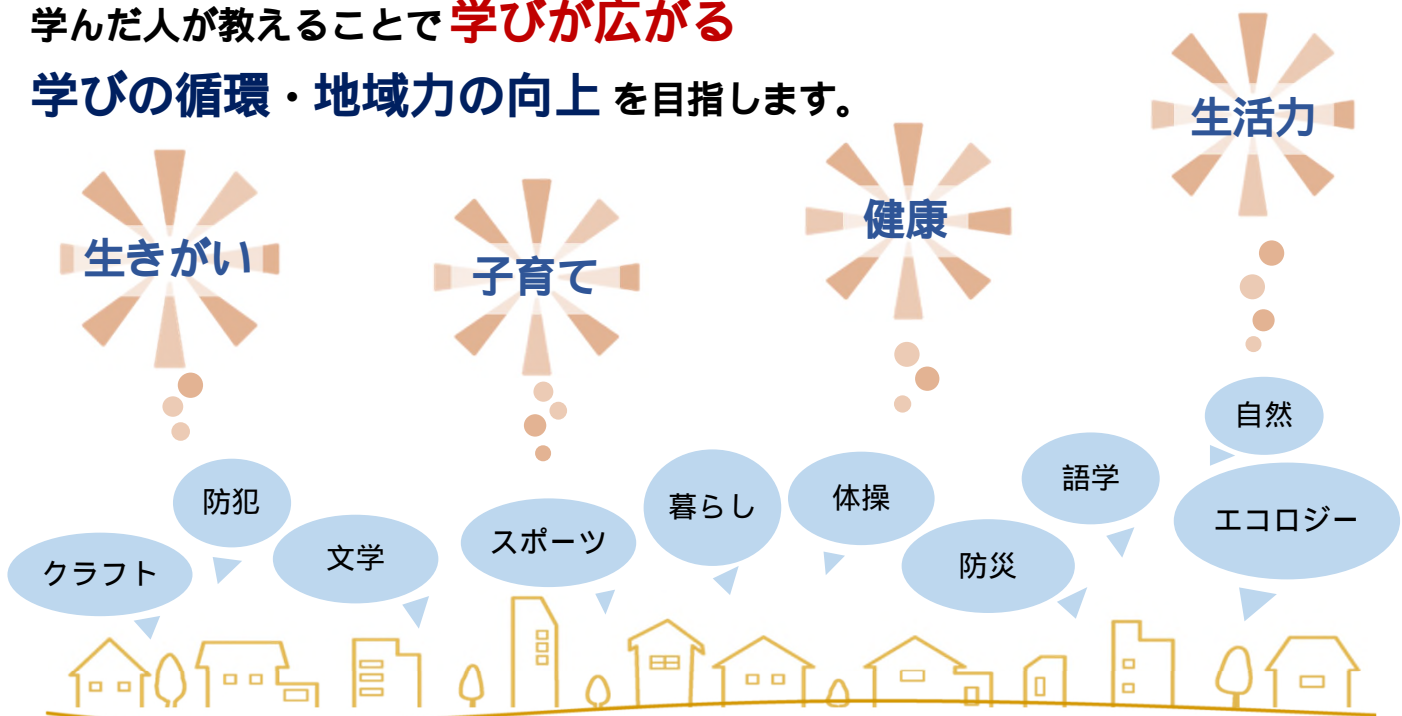 学んだ人が教えることで 学びが広がる
学びの循環・地域力の向上 を目指します。
生活力
健康
生きがい
子育て
自然
語学
防犯
暮らし
体操
エコロジー
スポーツ
文学
防災
クラフト